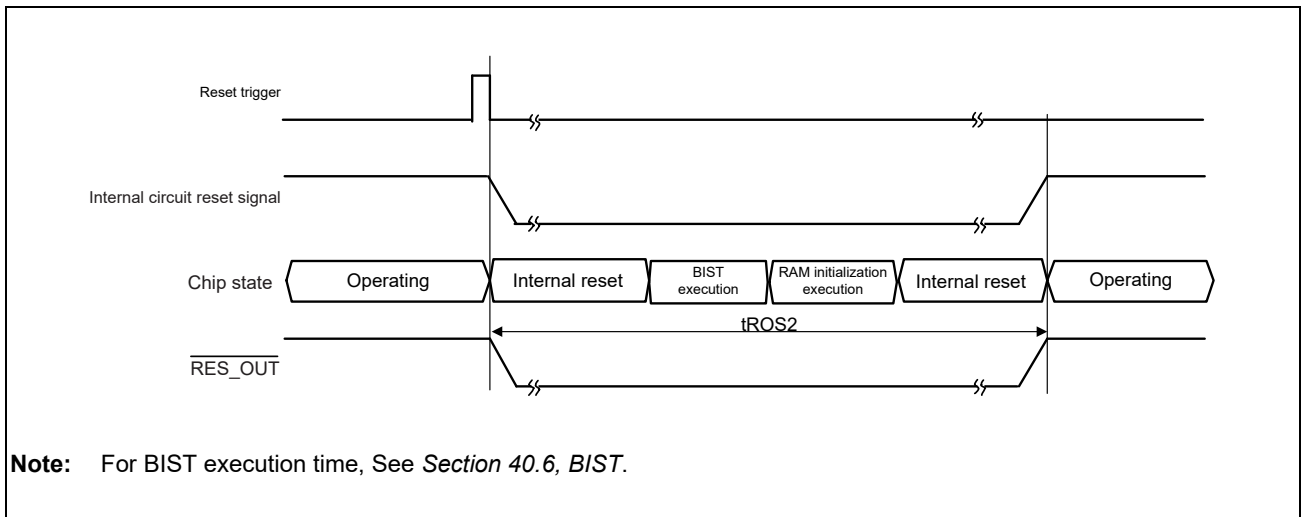 Reset trigger
Internal circuit reset signal
Chip state
Operating
Internal reset
BIST
execution
RAM initialization
execution
Internal reset
Operating
tROS2
RES_OUT
Note: For BIST execution time, See Section 40.6, BIST.